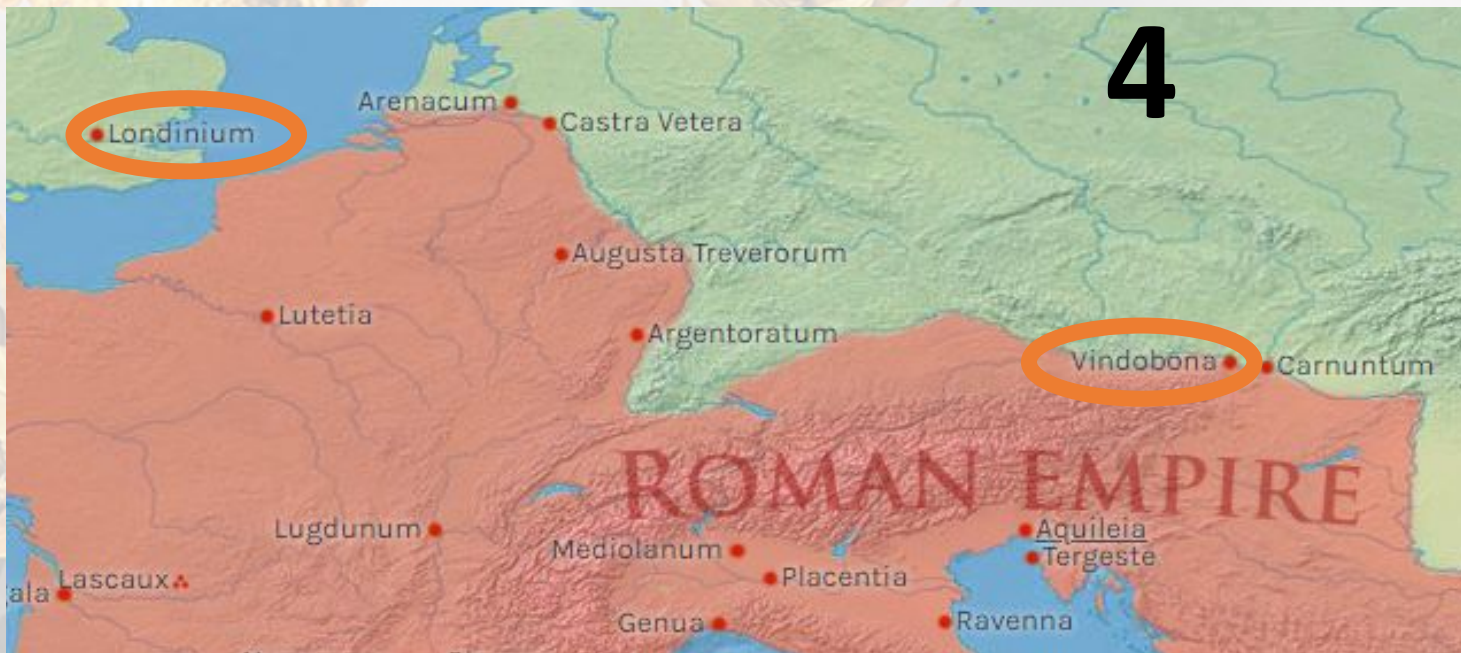 4
Arenacum
Castra Vetera
Londinium
Augusta Treverorum
Lutetia
Argentoratum
Vindobona
Carnuntum
ROMAN EMPIRE
Lugdunum
Aquileia
Mediolanum
Tergeste
Lascaux
Placentia
ala
Genua
Ravenna